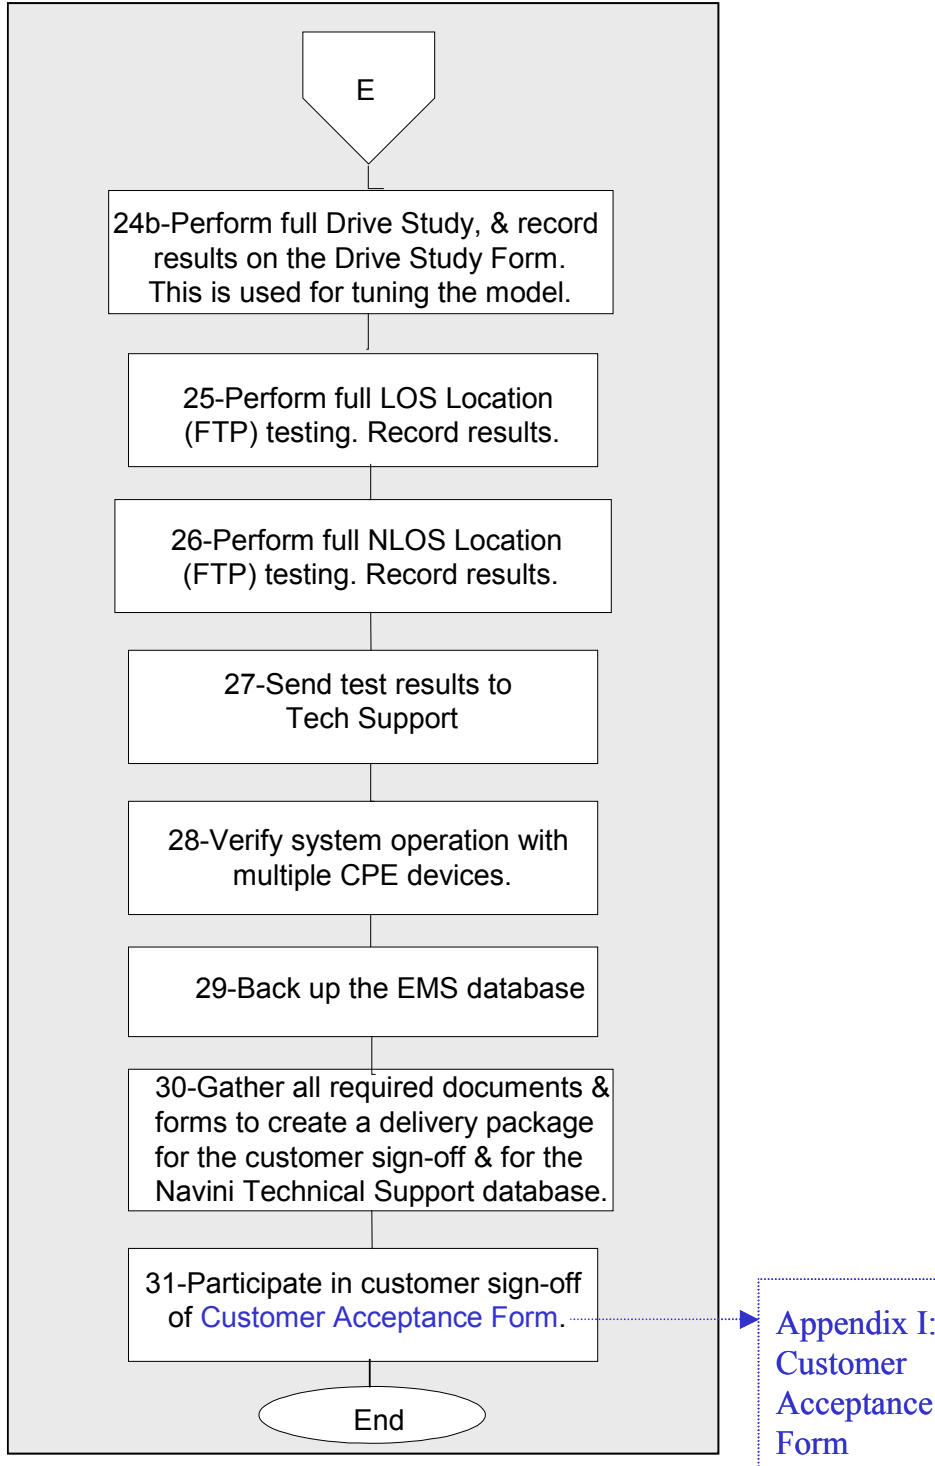 E
24b-Perform full Drive Study, & record
results on the Drive Study Form.
This is used for tuning the model.
25-Perform full LOS Location
(FTP) testing. Record results.
26-Perform full NLOS Location
(FTP) testing. Record results.
27-Send test results to
Tech Support
28-Verify system operation with
multiple CPE devices.
29-Back up the EMS database
30-Gather all required documents &
forms to create a delivery package
for the customer sign-off & for the
Navini Technical Support database.
31-Participate in customer sign-off
of Customer Acceptance Form.
Appendix I:
Customer
Acceptance
Form
End